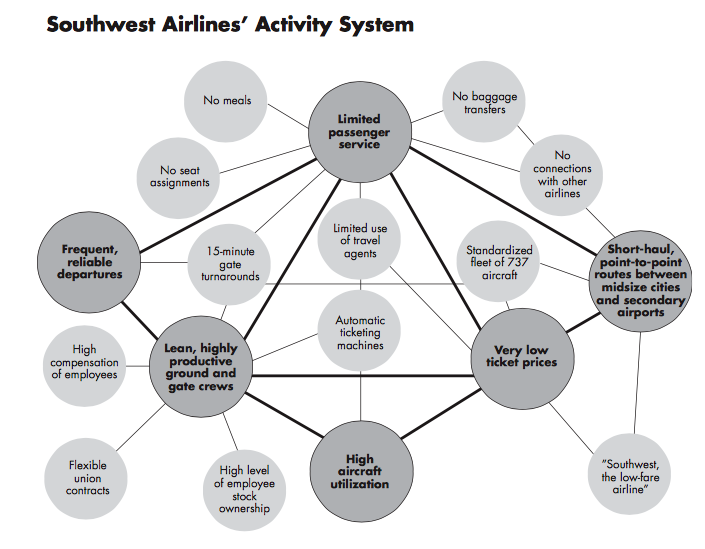 Southwest Airlines’ Activity System
No meals
Limited
passenger
service
No baggage
transfers
No seat
assignments
No
connections
with other
airlines
Frequent,
reliable
departures
15-minute
gate
turnarounds
Limited use
of travel
agents
Standardized
fleet of 737
aircraft
Short-haul,
point-to-point
routes between
midsize cities
and secondary
airports
High
compensation
of employees
Lean, highly
productive
ground and
gate crews
Automatic
ticketing
machines
Very low
ticket prices
Flexible
union
contracts
High level
of employee
stock
ownership
High
aircraft
utilization
”Southwest,
the low-fare
airline”